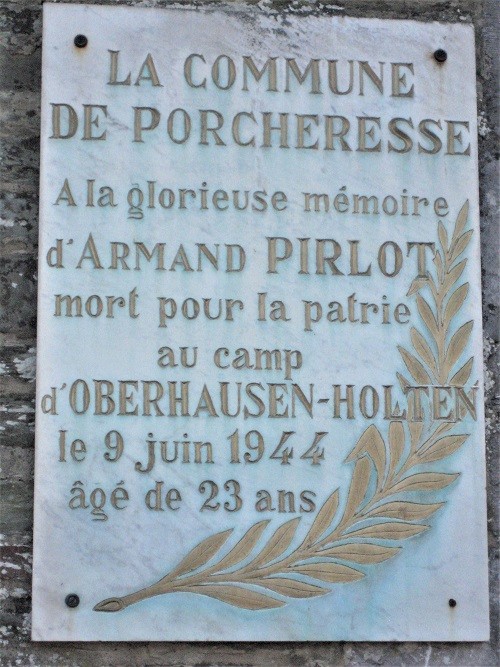 LA COMMUNE
DE PORCHERESSE
A la glorieuse mémoire
d'ARMAND PIRLOT
mort pour la patrie
au camp
d'OBERHAUSEN-HOLTEN
le 9 juin 1944
âgé de 23 ans